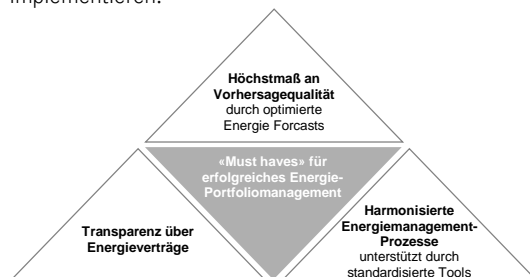 implementieren.
Höchstmaß an
Vorhersagequalität
durch optimierte
Energie Forcasts
«Must haves» für
erfolgreiches Energie-
Portfoliomanagement
Transparenz über
Energieverträge
Harmonisierte
Energiemanagement-
Prozesse
unterstützt durch
standardisierte Tools